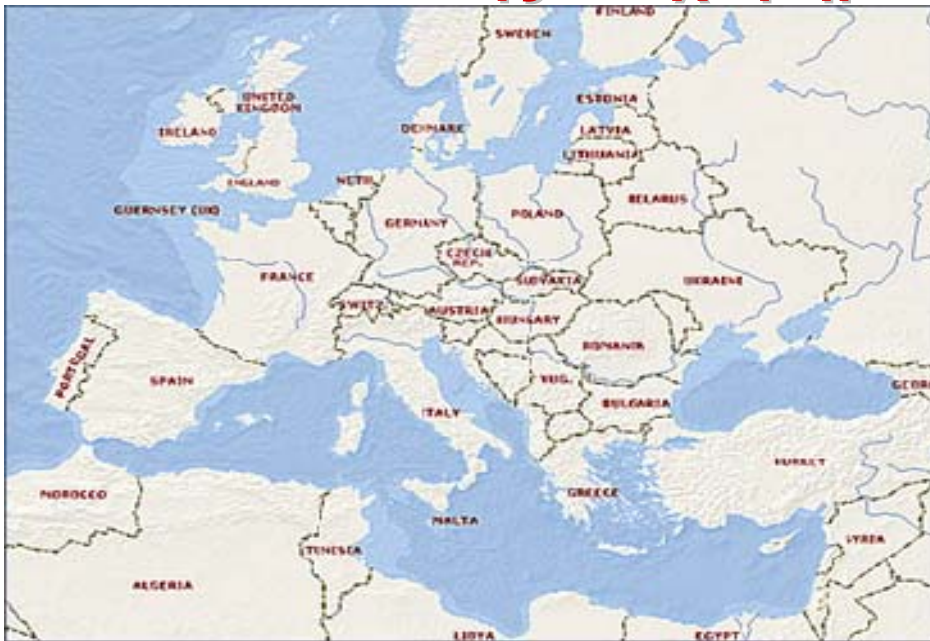 FINLAND
SWEDEN
UNITED
KINGDOM
ESTONIA
IRELAND
DENMARK
LATVIA
LITHUANIA
ENGLAND
NETH.
BELARUS
GUERNSEY (UK)
GERMANY
POLAND
CZECH
REP.
FRANCE
SLOVAKIA
UKRAINE
SWITZ.
AUSTRIA
HUNGARY
ROMANIA
PORTUGAL
SPAIN
YUG.
GEOR
ITALY
BULGARIA
TURKEY
MOROCCO
GREECE
MALTA
SYRIA
TUNISIA
ALGERIA
LIBYA
EGYPT